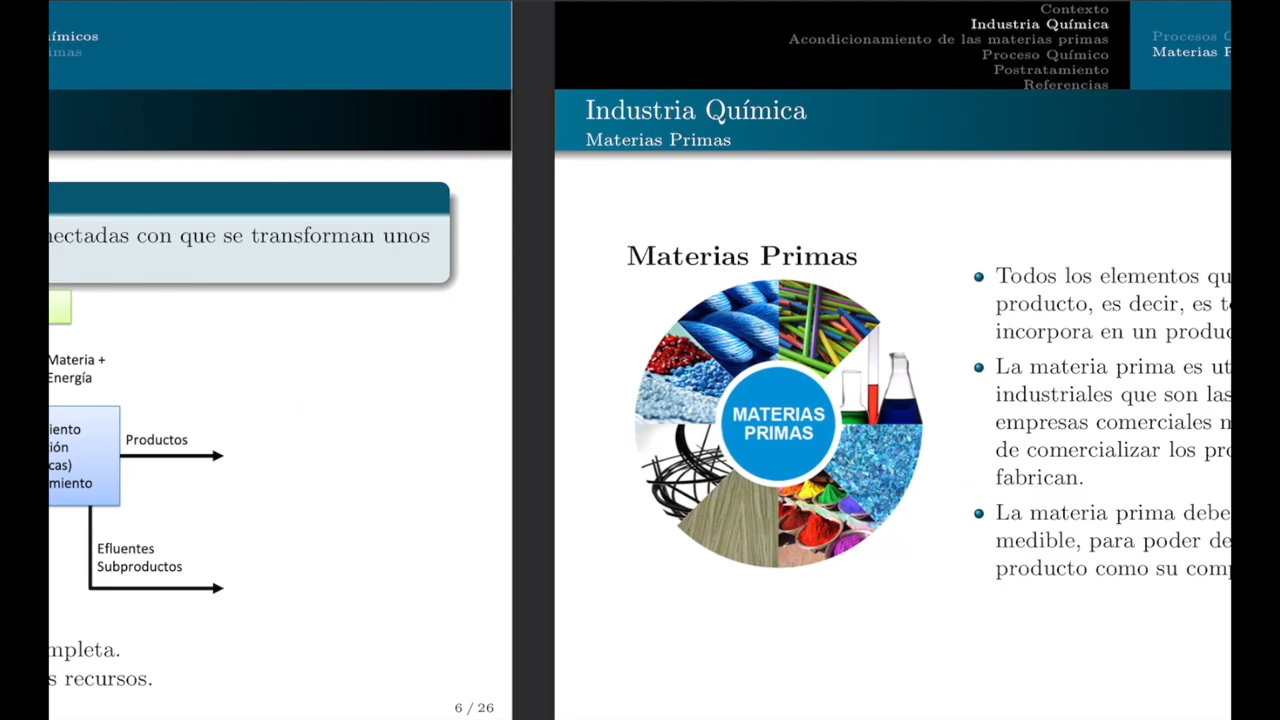 ímicos
imas
nectadas con que se transforman unos
Materia +
Energía
iento
ión
cas)
miento
Productos
Efluentes
Subproductos
mpleta.
s recursos.
6 / 26
Contexto
Industria Química
Acondicionamiento de las materias primas
Proceso Químico
Postratamiento
Referencias
Procesos Q
Materias P
Industria Química
Materias Primas
Materias Primas
MATERIAS
PRIMAS
Todos los elementos qu
producto, es decir, es t
incorpora en un produc
La materia prima es ut
industriales que son las
empresas comerciales m
de comercializar los pro
fabrican.
La materia prima debe
medible, para poder de
producto como su comp